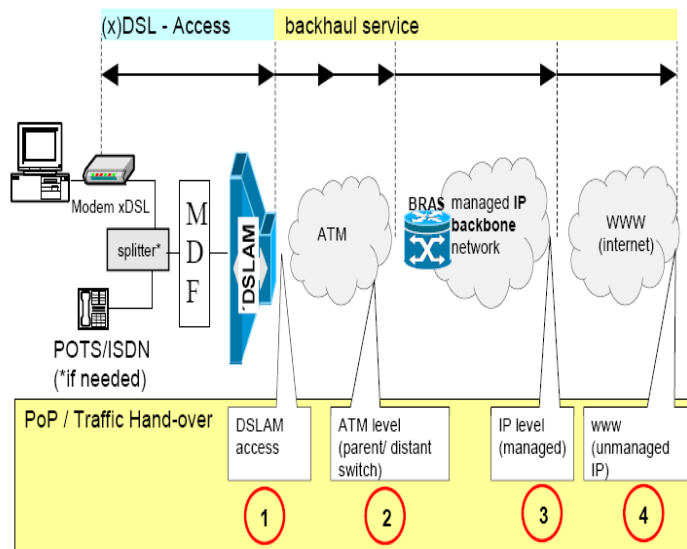 (x)DSL - Access
backhaul service
Modem xDSL
splitter*
MDF
DSLAM
ATM
BRAS
managed IP
backbone
network
WWW
(internet)
POTS/ISDN
(*if needed)
PoP / Traffic Hand-over
DSLAM
access
ATM level
(parent/ distant
switch)
IP level
(managed)
www
(unmanaged
IP)
1
2
3
4